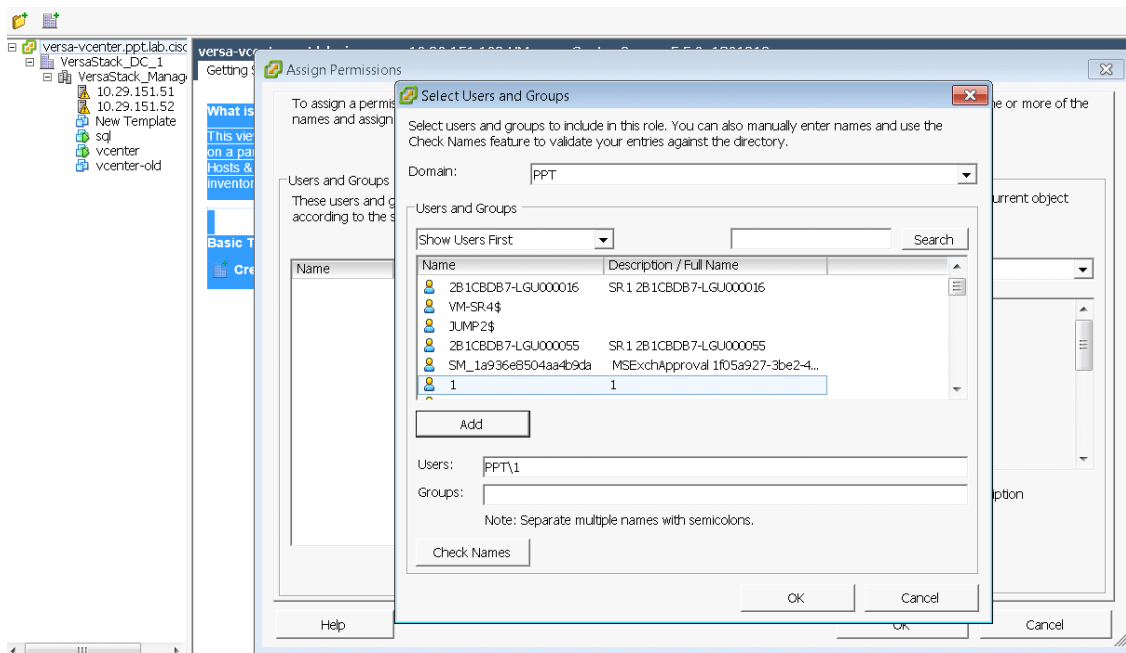 versa-vcenter.ppt.lab.cisc
VersaStack_DC_1
VersaStack_Manag
10.29.151.51
10.29.151.52
New Template
sql
vcenter
vcenter-old
versa-vc
Getting
What is
This vie
on a pa
Hosts &
inventor
Basic T
Cre
Assign Permissions
To assign a permis
names and assign
ne or more of the
Users and Groups
These users and g
according to the s
urrent object
Name
iption
Help
OK
Cancel
Select Users and Groups
Select users and groups to include in this role. You can also manually enter names and use the
Check Names feature to validate your entries against the directory.
Domain: PPT
Users and Groups
Show Users First
Search
Name Description / Full Name
2B1CBDB7-LGU000016 SR1 2B1CBDB7-LGU000016
VM-SR4$
JUMP2$
2B1CBDB7-LGU000055 SR1 2B1CBDB7-LGU000055
SM_1a936e8504aa4b9da MSExchApproval 1f05a927-3be2-4...
1 1
Add
Users: PPT\1
Groups:
Note: Separate multiple names with semicolons.
Check Names
OK Cancel